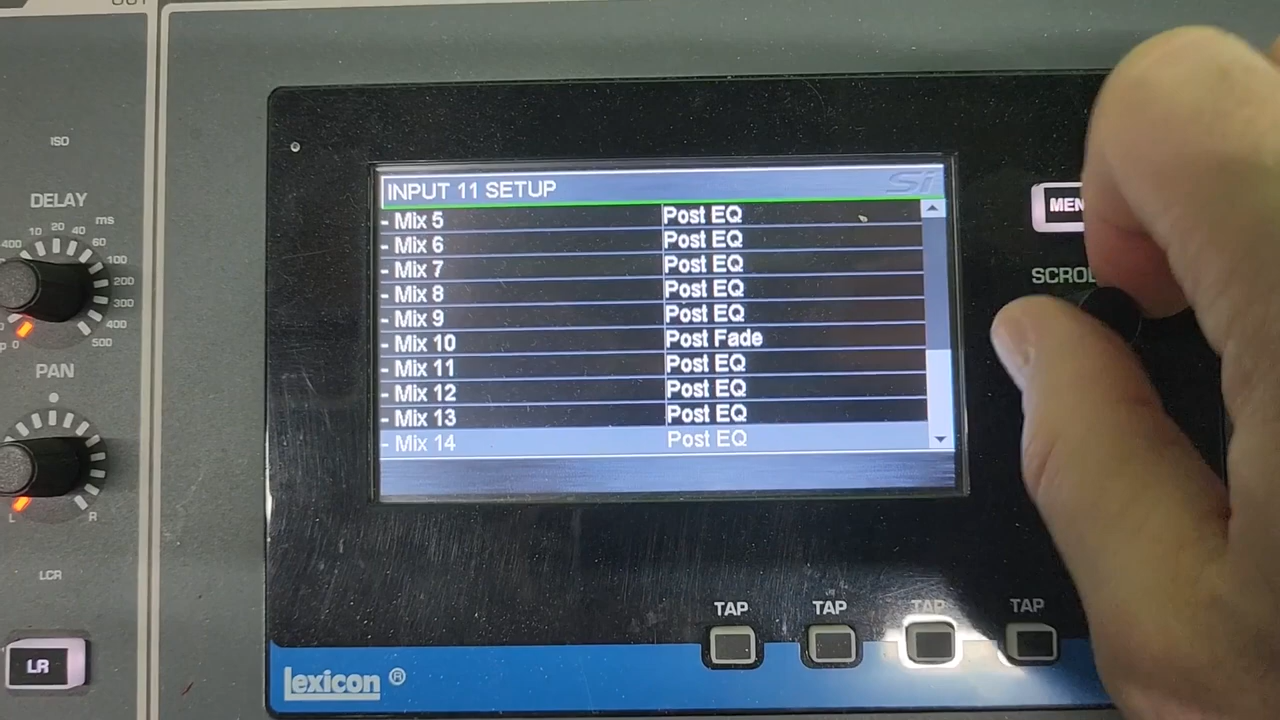 ISO
DELAY
ms
10 20 40
400 60
100
200
300
400
0 500
PAN
L R
LCR
LR
INPUT 11 SETUP
Si
- Mix 5 Post EQ
- Mix 6 Post EQ
- Mix 7 Post EQ
- Mix 8 Post EQ
- Mix 9 Post EQ
- Mix 10 Post Fade
- Mix 11 Post EQ
- Mix 12 Post EQ
- Mix 13 Post EQ
- Mix 14 Post EQ
TAP TAP TAP TAP
lexicon ®